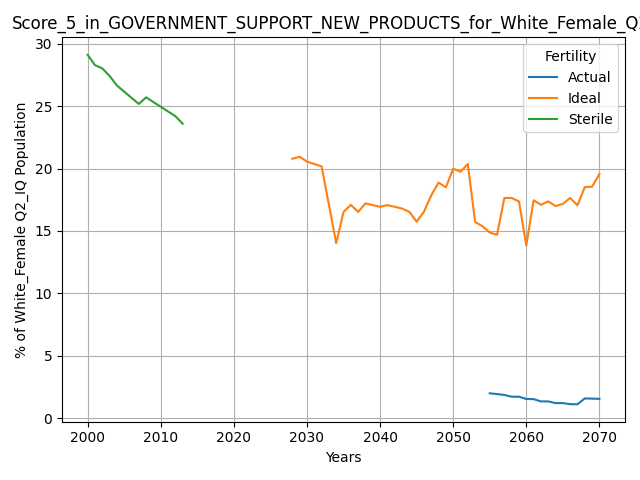 Score_5_in_GOVERNMENT_SUPPORT_NEW_PRODUCTS_for_White_Female_Q
30
25
20
15
10
5
0
% of White_Female Q2_IQ Population
Fertility
Actual
Ideal
Sterile
2000 2010 2020 2030 2040 2050 2060 2070
Years